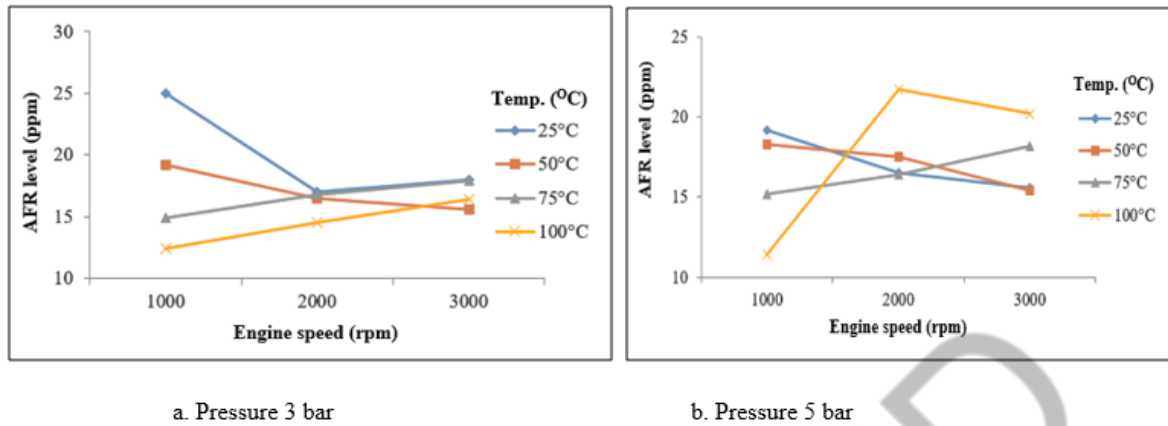 30
25
20
15
10
AFR level (ppm)
1000 2000 3000
Engine speed (rpm)
Temp. (⁰C)
25°C
50°C
75°C
100°C
25
20
15
10
AFR level (ppm)
1000 2000 3000
Engine speed (rpm)
Temp. (⁰C)
25°C
50°C
75°C
100°C
a. Pressure 3 bar
b. Pressure 5 bar